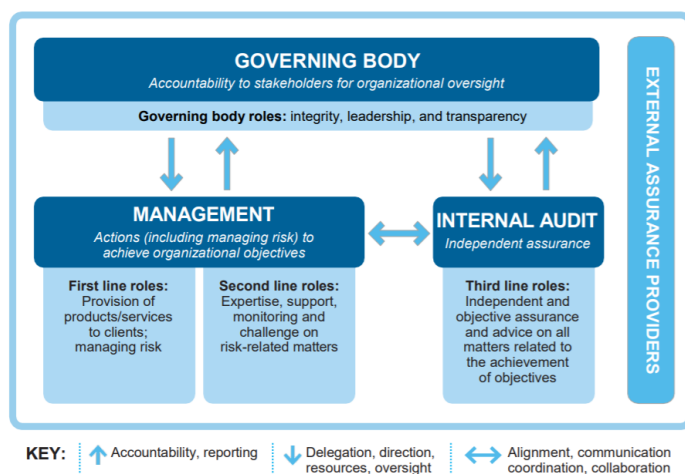 GOVERNING BODY
Accountability to stakeholders for organizational oversight
Governing body roles: integrity, leadership, and transparency
MANAGEMENT
Actions (including managing risk) to
achieve organizational objectives
First line roles:
Provision of
products/services
to clients;
managing risk
Second line roles:
Expertise, support,
monitoring and
challenge on
risk-related matters
INTERNAL AUDIT
Independent assurance
Third line roles:
Independent and
objective assurance
and advice on all
matters related to
the achievement
of objectives
EXTERNAL ASSURANCE PROVIDERS
KEY:
Accountability, reporting
Delegation, direction,
resources, oversight
Alignment, communication
coordination, collaboration